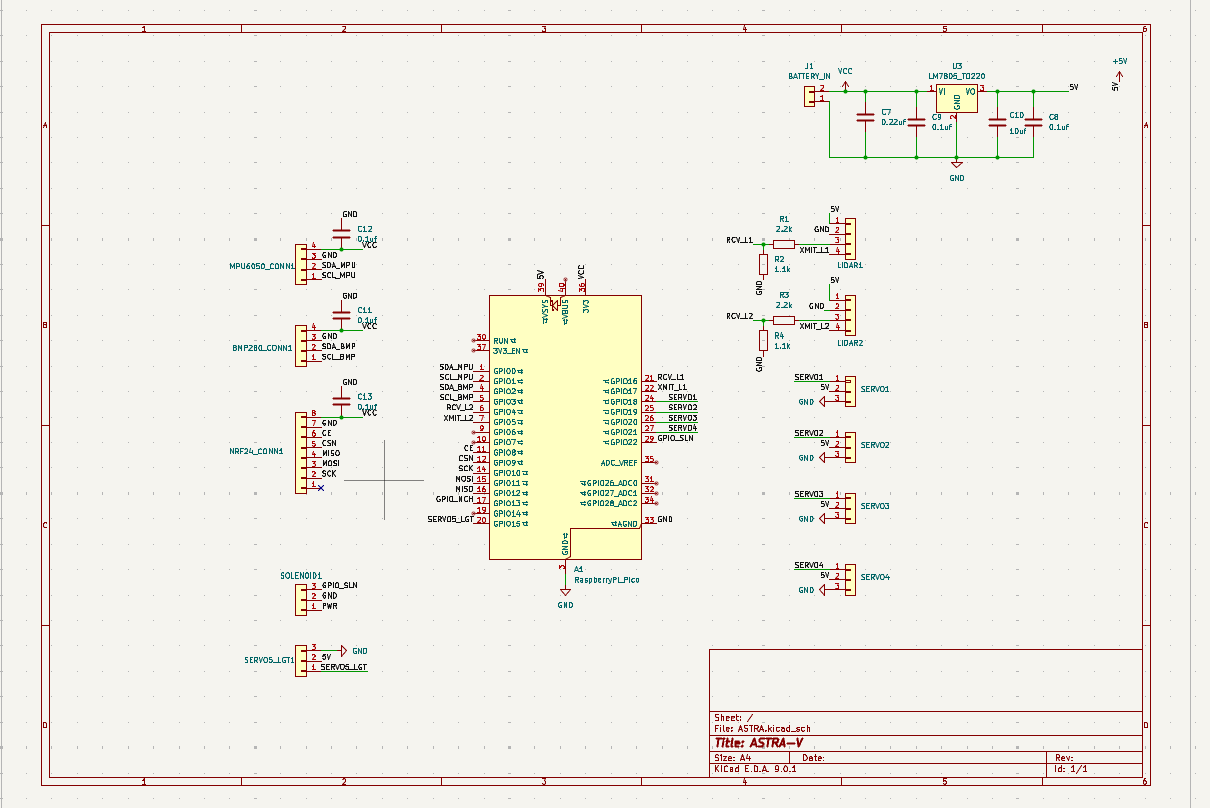 1 2 3 4 5 6
A
B
C
D
J1
BATTERY_IN
2
1
VCC
C7
0.22uf
C9
0.1uf
U3
LM7805_TO220
1 VI VO 3
GND
2
C10
10uf
C8
0.1uf
5V
+5V
5V
GND
GND
C12
0.1uf
VCC
MPU6050_CONN1
4
3 GND
2 SDA_MPU
1 SCL_MPU
GND
C11
0.1uf
VCC
BMP280_CONN1
4
3 GND
2 SDA_BMP
1 SCL_BMP
GND
C13
0.1uf
VCC
NRF24_CONN1
8
7 GND
6 CE
5 CSN
4 MISO
3 MOSI
2 SCK
1
SOLENOID1
3 GPIO_SLN
2 GND
1 PWR
SERVO5_LGT1
3 GND
2 5V
1 SERVO5_LGT
5V
39
40
36
VCC
VSYS
VBUS
3V3
30 RUN
37 3V3_EN
SDA_MPU 1 GPIO0
SCL_MPU 2 GPIO1
SDA_BMP 4 GPIO2
SCL_BMP 5 GPIO3
RCV_L2 6 GPIO4
XMIT_L2 7 GPIO5
9 GPIO6
10 GPIO7
CE 11 GPIO8
CSN 12 GPIO9
SCK 14 GPIO10
MOSI 15 GPIO11
MISO 16 GPIO12
GPIO_NCH 17 GPIO13
19 GPIO14
SERVO5_LGT 20 GPIO15
GPIO16 21 RCV_L1
GPIO17 22 XMIT_L1
GPIO18 24 SERVO1
GPIO19 25 SERVO2
GPIO20 26 SERVO3
GPIO21 27 SERVO4
GPIO22 29 GPIO_SLN
ADC_VREF 35
GPIO26_ADC0 31
GPIO27_ADC1 32
GPIO28_ADC2 34
AGND 33 GND
GND
3
A1
RaspberryPi_Pico
GND
R1
2.2k
RCV_L1
R2
1.1k
GND
5V
1
GND 2
3
XMIT_L1 4
LIDAR1
R3
2.2k
RCV_L2
R4
1.1k
GND
5V
1
GND 2
3
XMIT_L2 4
LIDAR2
SERVO1 1
5V 2
GND 3
SERVO1
SERVO2 1
5V 2
GND 3
SERVO2
SERVO3 1
5V 2
GND 3
SERVO3
SERVO4 1
5V 2
GND 3
SERVO4
Sheet: /
File: ASTRA.kicad_sch
Title: ASTRA-V
Size: A4 Date: Rev:
KiCad E.D.A. 9.0.1 Id: 1/1
A
B
C
D
1 2 3 4 5 6